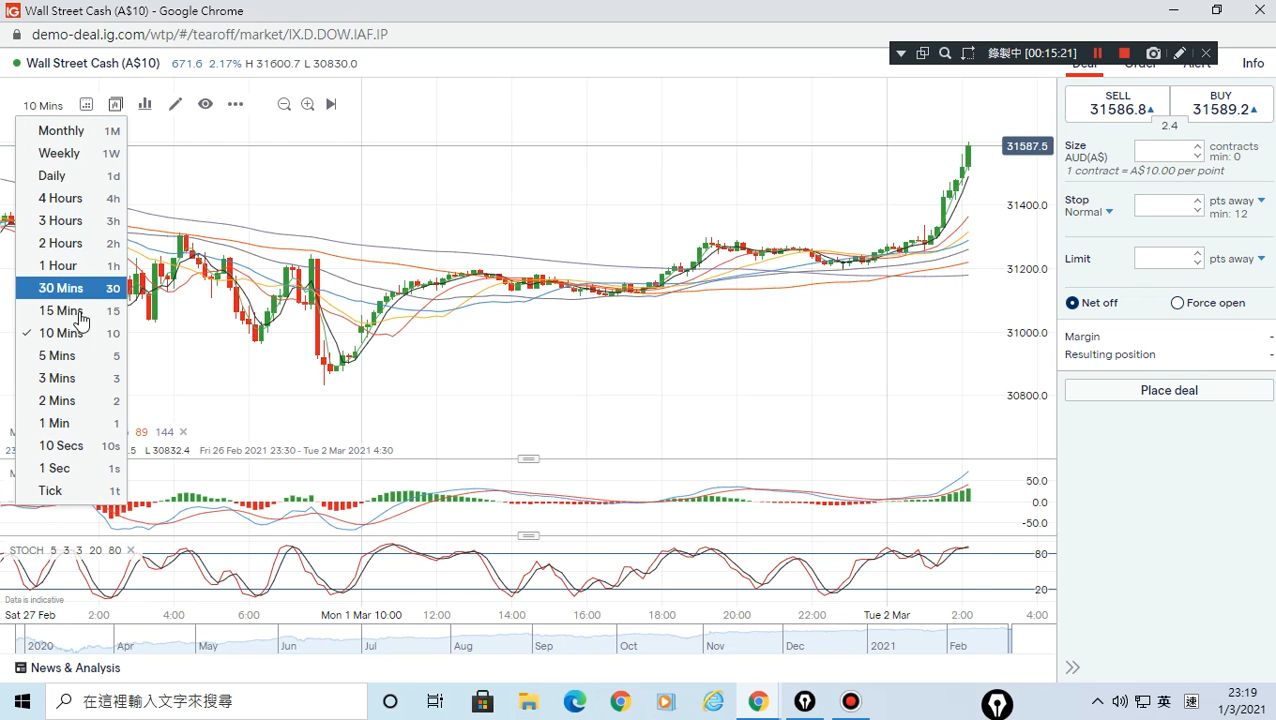 Wall Street Cash (A$10) - Google Chrome
demo-deal.ig.com/wtp/#/tearoff/market/IX.D.DOW.IAF.IP
Wall Street Cash (A$10) 671.6 2.17% H 31600.7 L 30830.0
錄製中 [00:15:21]
Deal Order Alert Info
10 Mins
Monthly 1M
Weekly 1W
Daily 1d
4 Hours 4h
3 Hours 3h
2 Hours 2h
1 Hour 1h
30 Mins 30
15 Mins 15
10 Mins 10
5 Mins 5
3 Mins 3
2 Mins 2
1 Min 1
10 Secs 10s
1 Sec 1s
Tick 1t
31587.5
31400.0
31200.0
31000.0
30800.0
89 144
L 30832.4 Fri 26 Feb 2021 23:30 - Tue 2 Mar 2021 4:30
50.0
0.0
-50.0
STOCH 5 3 3 20 80
80
20
Data is indicative
Sat 27 Feb 2:00 4:00 6:00 Mon 1 Mar 10:00 12:00 14:00 16:00 18:00 20:00 22:00 Tue 2 Mar 2:00 4:00
2020 Apr May Jun Jul Aug Sep Oct Nov Dec 2021 Feb
News & Analysis
SELL
31586.8
BUY
31589.2
2.4
Size
AUD(A$)
contracts
min: 0
1 contract = A$10.00 per point
Stop
Normal
pts away
min: 12
Limit
pts away
Net off
Force open
Margin -
Resulting position -
Place deal
在這裡輸入文字來搜尋
英
23:19
1/3/2021